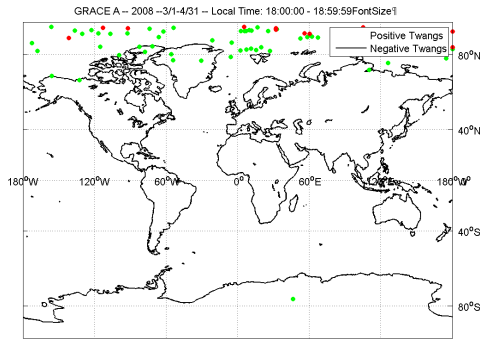 GRACE A -- 2008 --3/1-4/31 -- Local Time: 18:00:00 - 18:59:59FontSize¶
Positive Twangs
Negative Twangs
80°N
40°N
180°W 120°W 60°W 0° 60°E 120°E 180°W
40°S
80°S